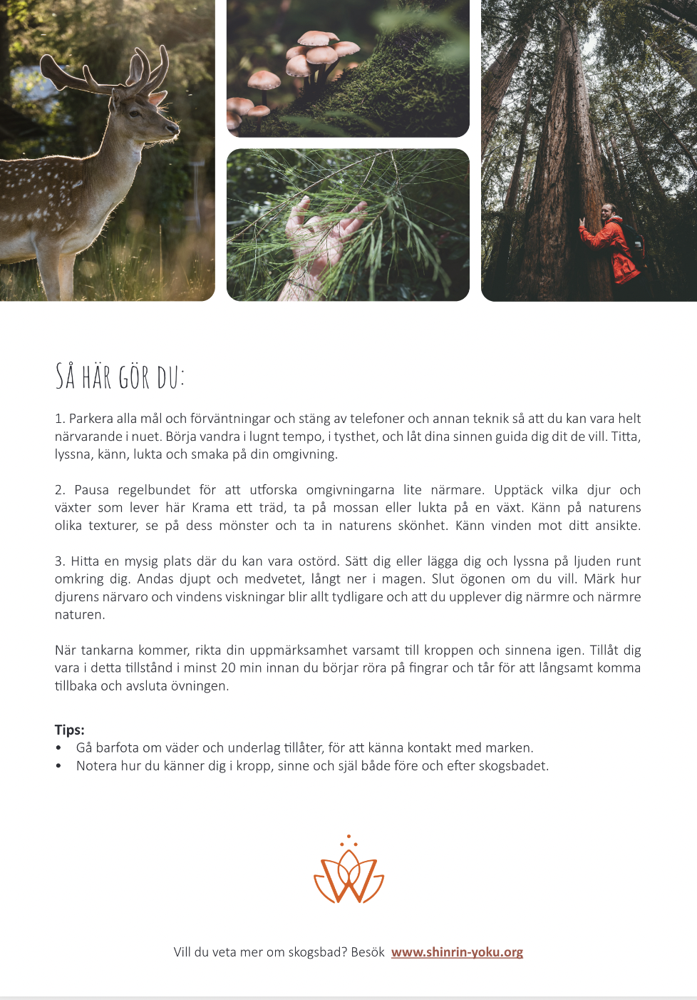 Så här gör du:
1. Parkera alla mål och förväntningar och stäng av telefoner och annan teknik så att du kan vara helt
närvarande i nuet. Börja vandra i lugnt tempo, i tysthet, och låt dina sinnen guida dig dit de vill. Titta,
lyssna, känn, lukta och smaka på din omgivning.
2. Pausa regelbundet för att utforska omgivningarna lite närmare. Upptäck vilka djur och
växter som lever här Krama ett träd, ta på mossan eller lukta på en växt. Känn på naturens
olika texturer, se på dess mönster och ta in naturens skönhet. Känn vinden mot ditt ansikte.
3. Hitta en mysig plats där du kan vara ostörd. Sätt dig eller lägga dig och lyssna på ljuden runt
omkring dig. Andas djupt och medvetet, långt ner i magen. Slut ögonen om du vill. Märk hur
djurens närvaro och vindens viskningar blir allt tydligare och att du upplever dig närmre och närmre
naturen.
När tankarna kommer, rikta din uppmärksamhet varsamt till kroppen och sinnena igen. Tillåt dig
vara i detta tillstånd i minst 20 min innan du börjar röra på fingrar och tår för att långsamt komma
tillbaka och avsluta övningen.
Tips:
• Gå barfota om väder och underlag tillåter, för att känna kontakt med marken.
• Notera hur du känner dig i kropp, sinne och själ både före och efter skogsbadet.
W
Vill du veta mer om skogsbad? Besök www.shinrin-yoku.org